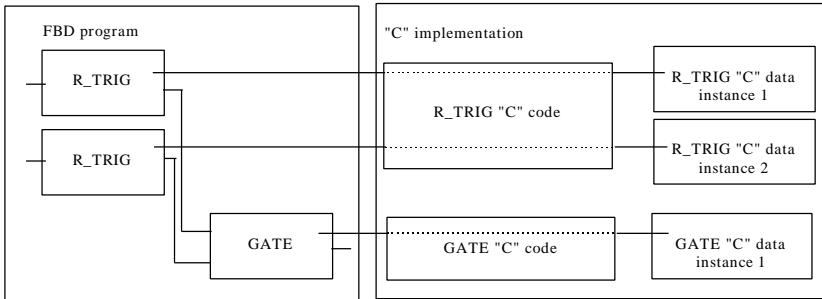 FBD program
R_TRIG
R_TRIG
GATE
"C" implementation
R_TRIG "C" code
GATE "C" code
R_TRIG "C" data
instance 1
R_TRIG "C" data
instance 2
GATE "C" data
instance 1